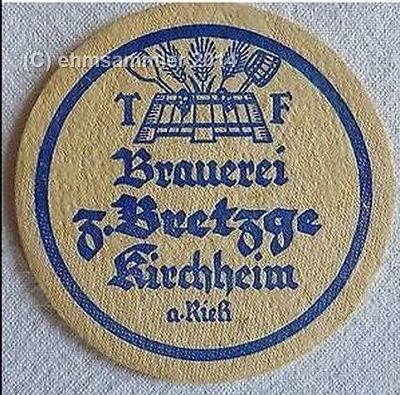 (C) ehmsammler 2014
T F
Brauerei
z. Bretzge
Kirchheim
a. Rieß